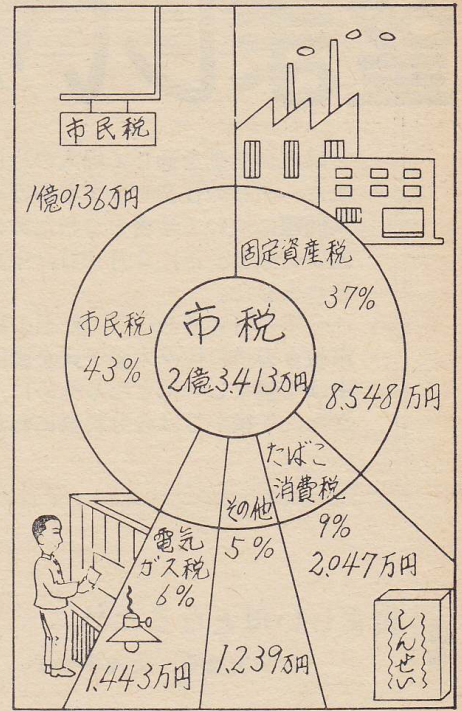 市民税
1億0136万円
固定資産税
37%
8.548万円
市民税
43%
市税
2億3.413万円
たばこ
消費税
9%
2.047万円
その他
5%
1.239万円
電気
ガス税
6%
1.443万円
しんせい